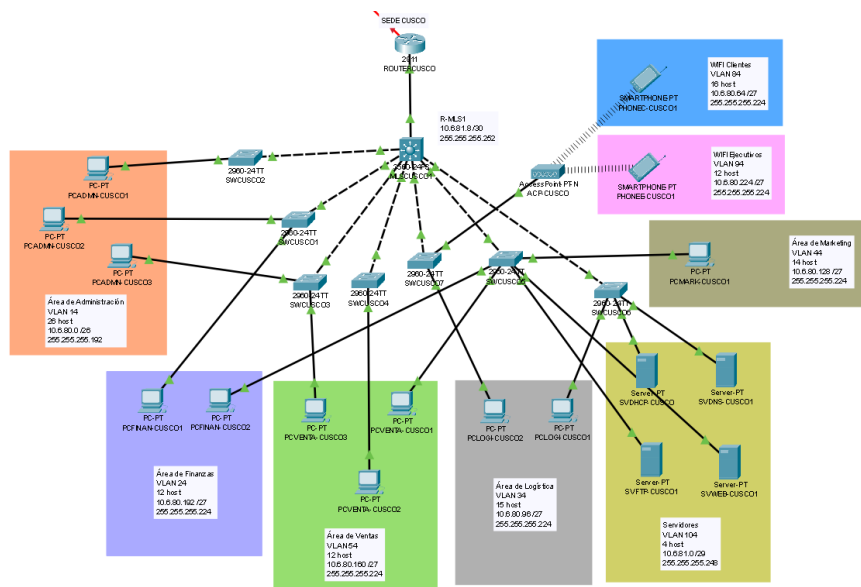 SEDE CUSCO
2911
ROUTERCUSCO
R-MLS1
10.6.81.8/30
255.255.255.252
MLSCUSCO1
2960-24TT
SWCUSCO2
2960-24TT
SWCUSCO1
2960-24TT
SWCUSCO3
2960-24TT
SWCUSCO4
2960-24TT
SWCUSCO7
2960-24TT
2960-24TT
AccessPoint-PT-N
ACP-CUSCO
SMARTPHONE-PT
PHONEC-CUSCO1
WIFI Clientes
VLAN 84
16 host
10.6.80.64 /27
255.255.255.224
SMARTPHONE-PT
PHONEE-CUSCO1
WIFI Ejecutivos
VLAN 94
12 host
10.6.80.224 /27
255.255.255.224
PC-PT
PCADMN-CUSCO1
PC-PT
PCADMN-CUSCO2
PC-PT
PCADMN-CUSCO3
Área de Administración
VLAN 14
26 host
10.6.80.0 /26
255.255.255.192
PC-PT
PCMARK-CUSCO1
Área de Marketing
VLAN 44
14 host
10.6.80.128 /27
255.255.255.224
PC-PT
PCFINAN-CUSCO1
PC-PT
PCFINAN-CUSCO2
Área de Finanzas
VLAN 24
12 host
10.6.80.192 /27
255.255.255.224
PC-PT
PCVENTA-CUSCO3
PC-PT
PCVENTA-CUSCO1
PC-PT
PCVENTA-CUSCO2
Área de Ventas
VLAN 54
12 host
10.6.80.160 /27
255.255.255.224
PC-PT
PCLOGI-CUSCO2
PC-PT
PCLOGI-CUSCO1
Área de Logística
VLAN 34
15 host
10.6.80.96 /27
255.255.255.224
Server-PT
SVDHCP-CUSCO
Server-PT
SVDNS-CUSCO1
Server-PT
SVFTP-CUSCO1
Server-PT
SVWEB-CUSCO1
Servidores
VLAN 104
4 host
10.6.81.0 /29
255.255.255.248